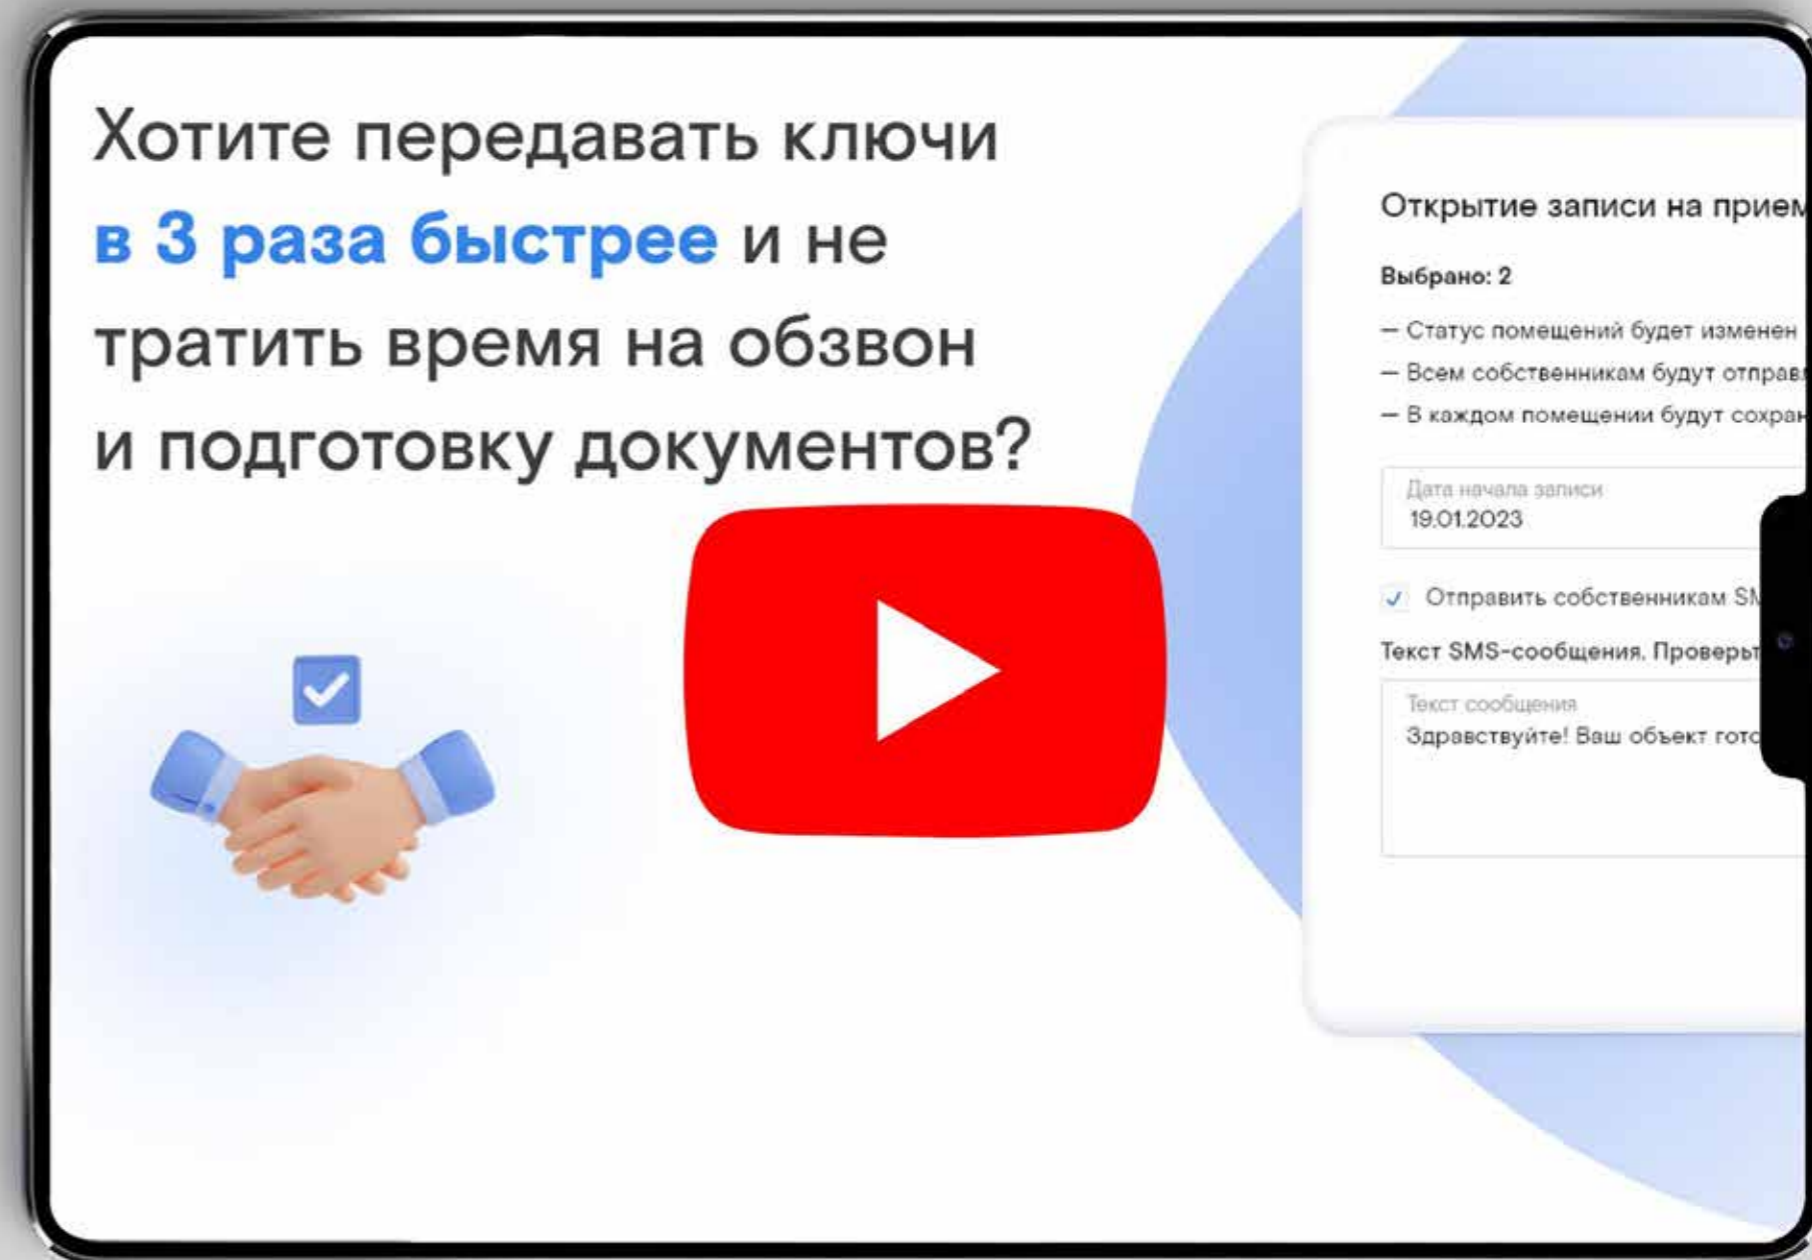 Хотите передавать ключи
в 3 раза быстрее и не
тратить время на обзвон
и подготовку документов?
Открытие записи на прием
Выбрано: 2
— Статус помещений будет изменен
— Всем собственникам будут
— В каждом помещении будут
Дата начала записи
19.01.2023
Отправить собственникам
Текст SMS-сообщения.
Текст сообщения
Здравствуйте! Ваш объект